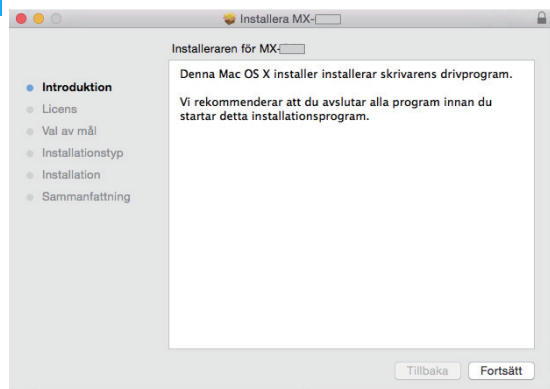 Installera MX-
Installeraren för MX-
Introduktion
Licens
Val av mål
Installationstyp
Installation
Sammanfattning
Denna Mac OS X installer installerar skrivarens drivprogram.
Vi rekommenderar att du avslutar alla program innan du
startar detta installationsprogram.
Tillbaka
Fortsätt